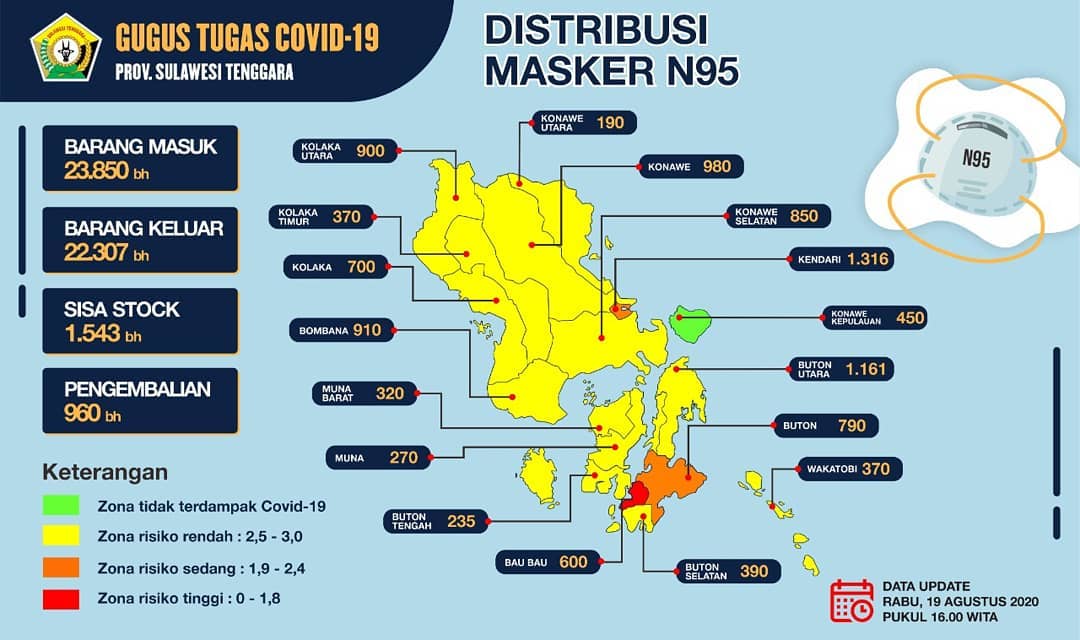 SULAWESI TENGGARA
GUGUS TUGAS COVID-19
PROV. SULAWESI TENGGARA
DISTRIBUSI
MASKER N95
N95
BARANG MASUK
23.850 bh
BARANG KELUAR
22.307 bh
SISA STOCK
1.543 bh
PENGEMBALIAN
960 bh
KONAWE
UTARA 190
KOLAKA
UTARA 900
KONAWE 980
KOLAKA
TIMUR 370
KONAWE
SELATAN 850
KOLAKA 700
KENDARI 1.316
BOMBANA 910
KONAWE
KEPULAUAN 450
BUTON
UTARA 1.161
MUNA
BARAT 320
BUTON 790
MUNA 270
WAKATOBI 370
BUTON
TENGAH 235
BAU BAU 600
BUTON
SELATAN 390
Keterangan
Zona tidak terdampak Covid-19
Zona risiko rendah : 2,5 - 3,0
Zona risiko sedang : 1,9 - 2,4
Zona risiko tinggi : 0 - 1,8
DATA UPDATE
RABU, 19 AGUSTUS 2020
PUKUL 16.00 WITA